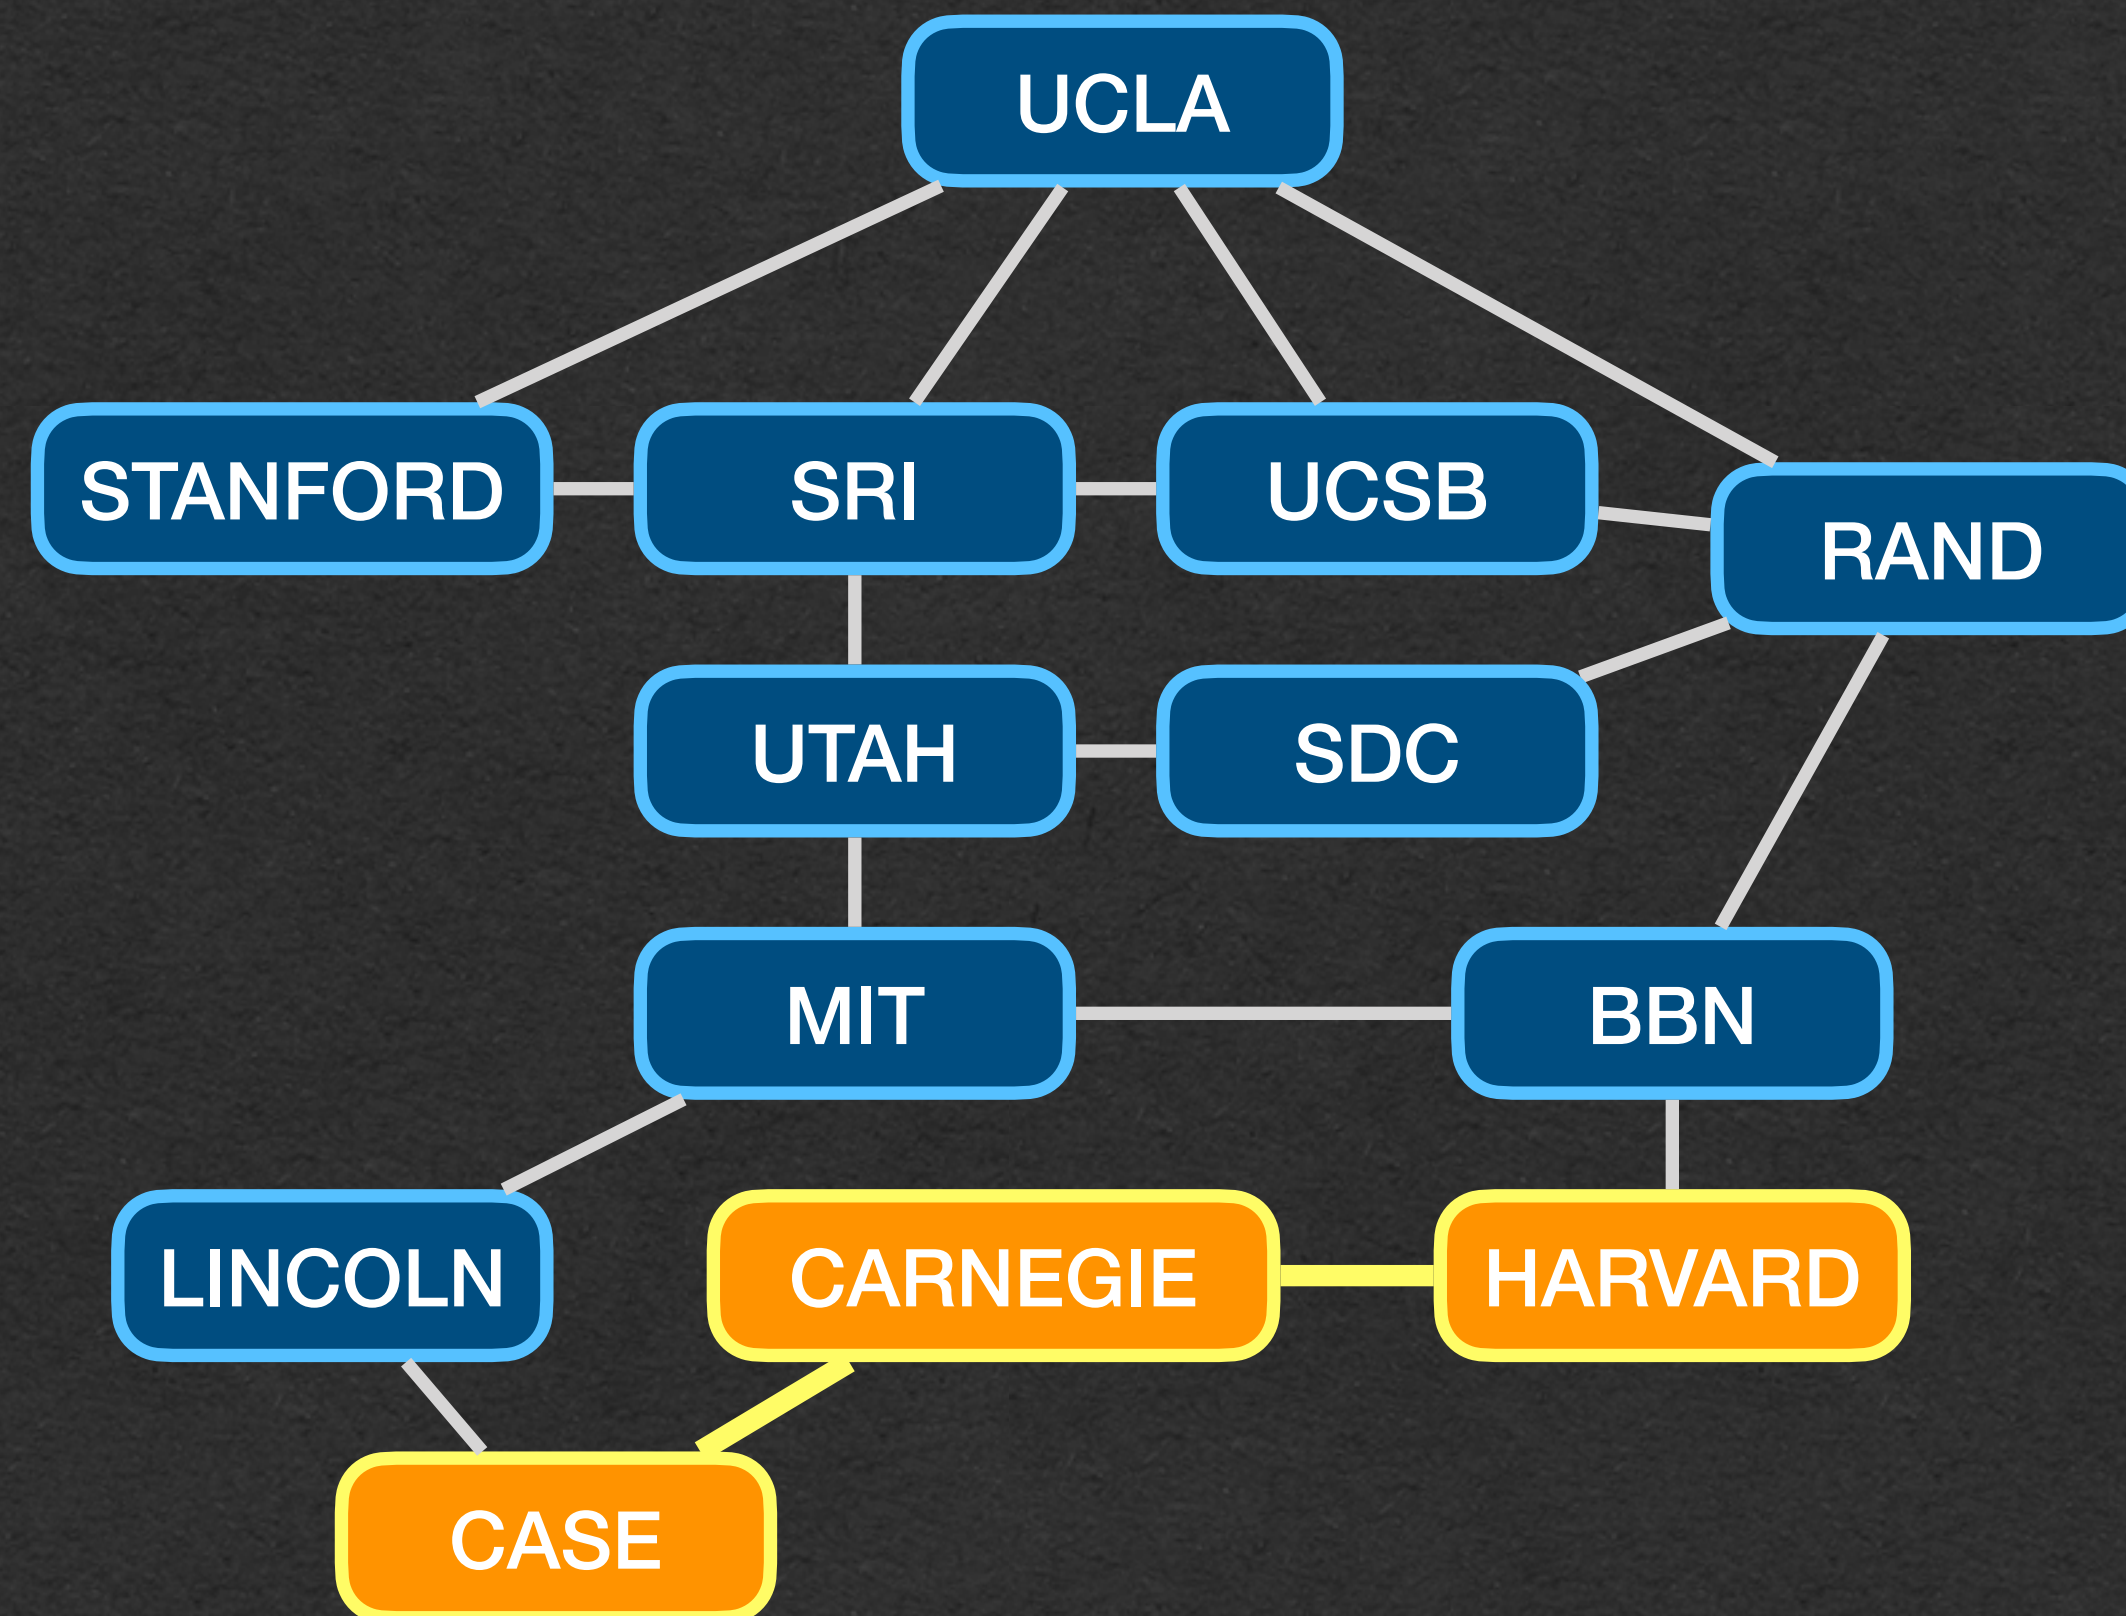 UCLA
STANFORD
SRI
UCSB
RAND
UTAH
SDC
MIT
BBN
LINCOLN
CARNEGIE
HARVARD
CASE